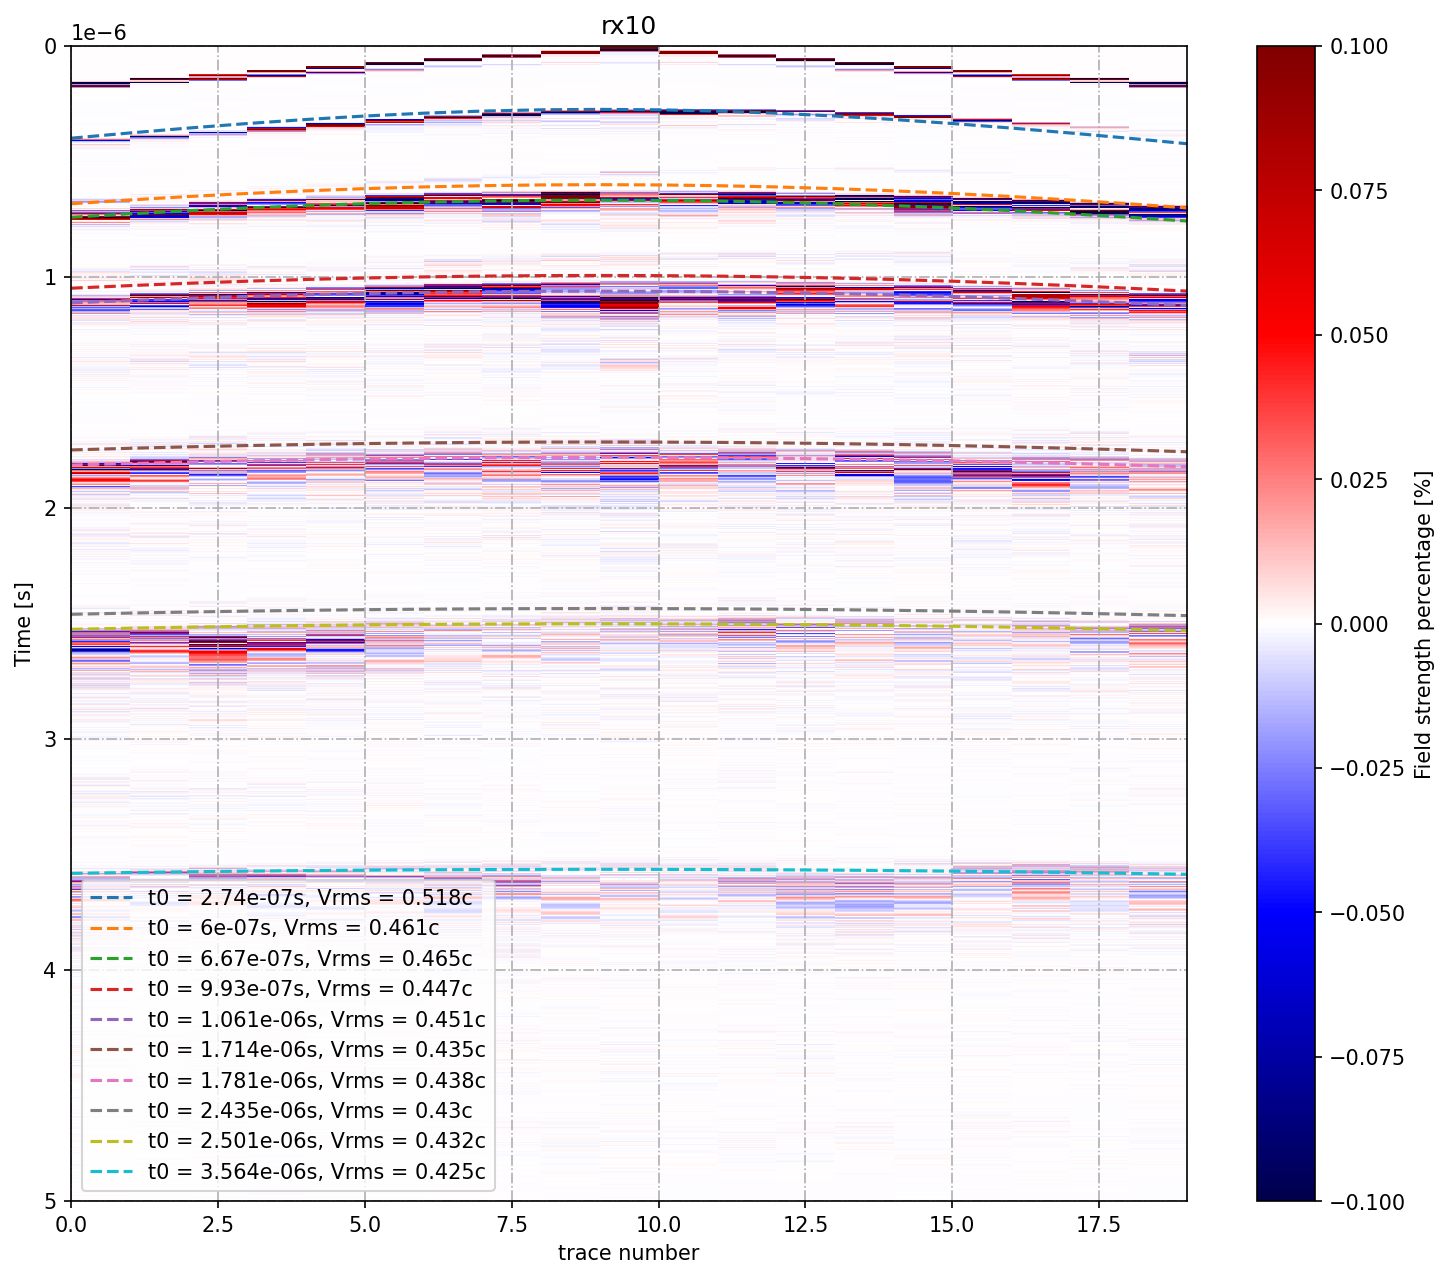 rx10
1e−6
0
1
2
3
4
5
Time [s]
0.0
2.5
5.0
7.5
10.0
12.5
15.0
17.5
trace number
t0 = 2.74e-07s, Vrms = 0.518c
t0 = 6e-07s, Vrms = 0.461c
t0 = 6.67e-07s, Vrms = 0.465c
t0 = 9.93e-07s, Vrms = 0.447c
t0 = 1.061e-06s, Vrms = 0.451c
t0 = 1.714e-06s, Vrms = 0.435c
t0 = 1.781e-06s, Vrms = 0.438c
t0 = 2.435e-06s, Vrms = 0.43c
t0 = 2.501e-06s, Vrms = 0.432c
t0 = 3.564e-06s, Vrms = 0.425c
0.100
0.075
0.050
0.025
0.000
−0.025
−0.050
−0.075
−0.100
Field strength percentage [%]